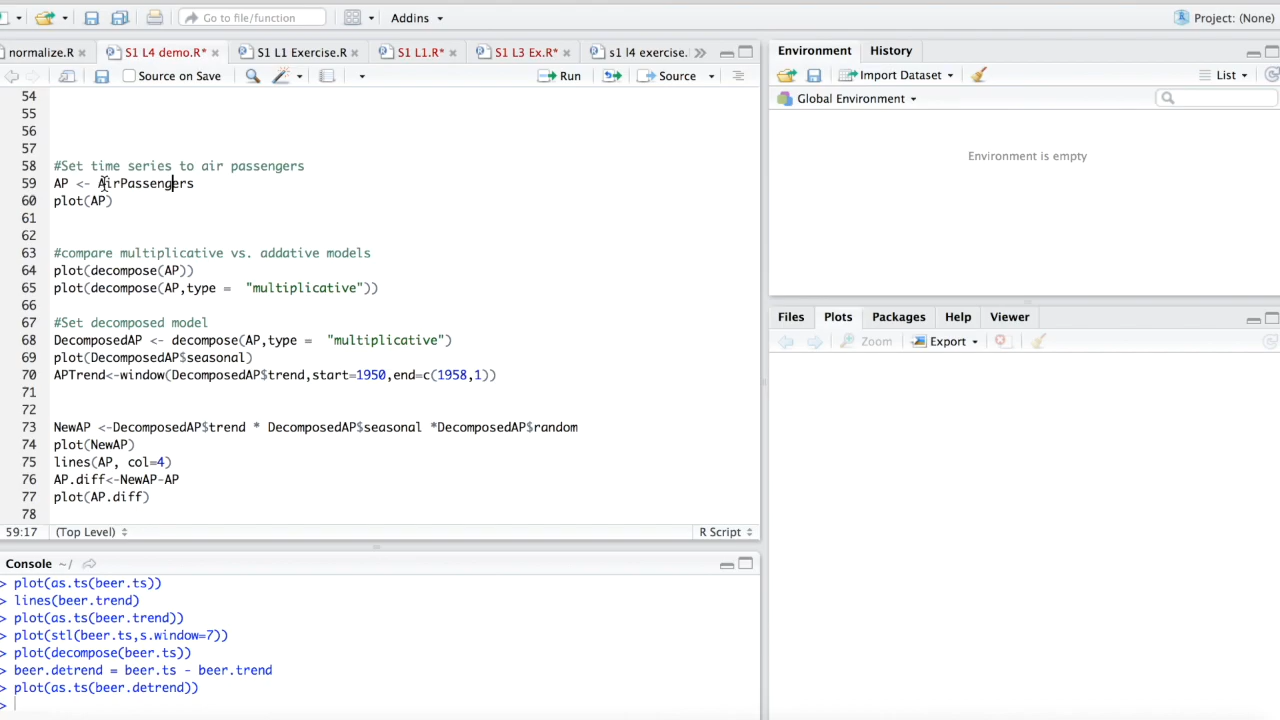 Go to file/function
Addins
Project: (None)
normalize.R
S1 L4 demo.R*
S1 L1 Exercise.R
S1 L1.R*
S1 L3 Ex.R*
s1 l4 exercise.
Source on Save
Run
Source
54
55
56
57
58 #Set time series to air passengers
59 AP <- AirPassengers
60 plot(AP)
61
62
63 #compare multiplicative vs. addative models
64 plot(decompose(AP))
65 plot(decompose(AP,type =  "multiplicative"))
66
67 #Set decomposed model
68 DecomposedAP <- decompose(AP,type =  "multiplicative")
69 plot(DecomposedAP$seasonal)
70 APTrend<-window(DecomposedAP$trend,start=1950,end=c(1958,1))
71
72
73 NewAP <-DecomposedAP$trend * DecomposedAP$seasonal *DecomposedAP$random
74 plot(NewAP)
75 lines(AP, col=4)
76 AP.diff<-NewAP-AP
77 plot(AP.diff)
78
59:17 (Top Level) R Script
Console ~/
> plot(as.ts(beer.ts))
> lines(beer.trend)
> plot(as.ts(beer.trend))
> plot(stl(beer.ts,s.window=7))
> plot(decompose(beer.ts))
> beer.detrend = beer.ts - beer.trend
> plot(as.ts(beer.detrend))
>
Environment History
Import Dataset List
Global Environment
Environment is empty
Files Plots Packages Help Viewer
Zoom Export